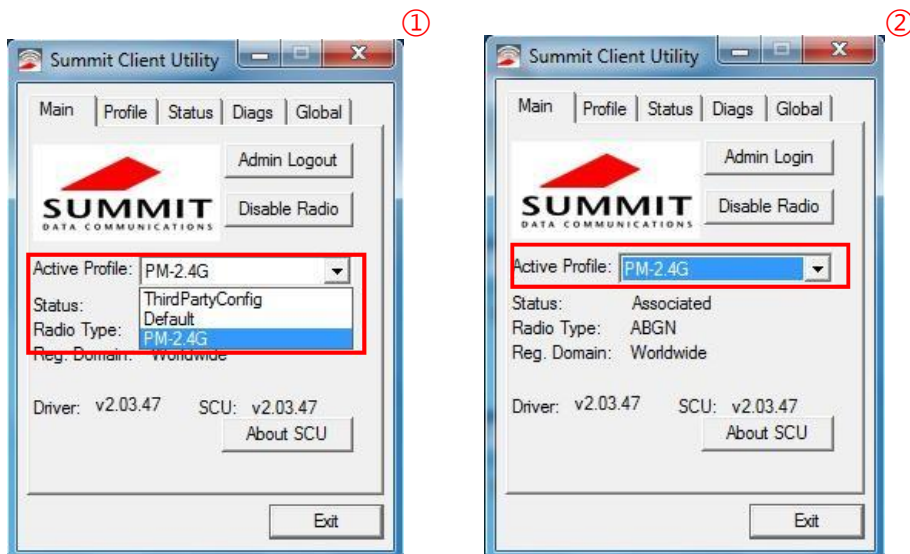 ①
Summit Client Utility
Main Profile Status Diags Global
Admin Logout
SUMMIT
DATA COMMUNICATIONS
Disable Radio
Active Profile: PM-2.4G
ThirdPartyConfig
Default
PM-2.4G
Status:
Radio Type:
Reg. Domain: Worldwide
Driver: v2.03.47 SCU: v2.03.47
About SCU
Exit
②
Summit Client Utility
Main Profile Status Diags Global
Admin Login
SUMMIT
DATA COMMUNICATIONS
Disable Radio
Active Profile: PM-2.4G
Status: Associated
Radio Type: ABGN
Reg. Domain: Worldwide
Driver: v2.03.47 SCU: v2.03.47
About SCU
Exit